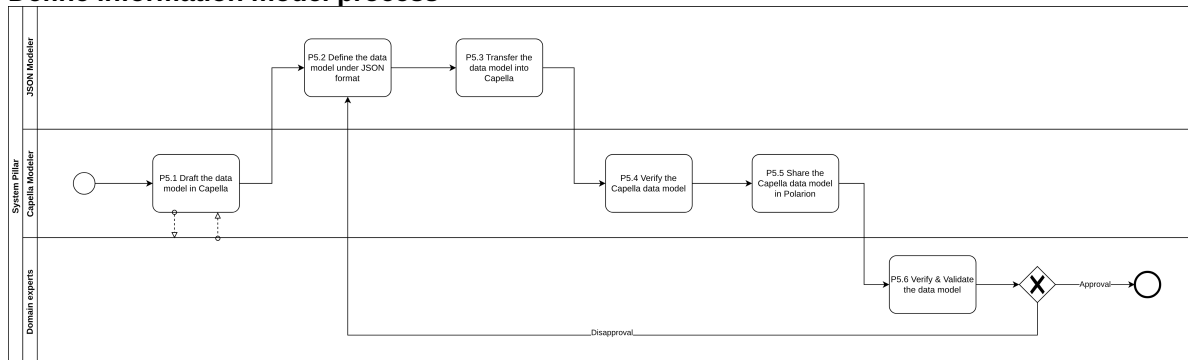 Define information model process
System Pillar
JSON Modeler
P5.2 Define the data
model under JSON
format
P5.3 Transfer the
data model into
Capella
Capella Modeler
P5.1 Draft the data
model in Capella
P5.4 Verify the
Capella data model
P5.5 Share the
Capella data model
in Polarion
Domain experts
P5.6 Verify & Validate
the data model
Approval
Disapproval